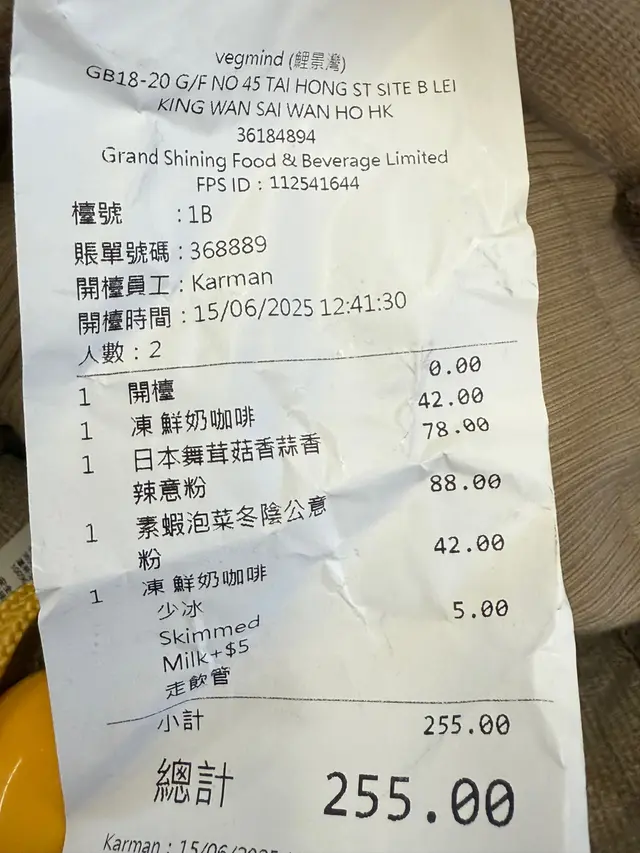 vegmind (鯉景灣)
GB18-20 G/F NO 45 TAI HONG ST SITE B LEI
KING WAN SAI WAN HO HK
36184894
Grand Shining Food & Beverage Limited
FPS ID : 112541644
檯號 : 1B
賬單號碼 : 368889
開檯員工 : Karman
開檯時間 : 15/06/2025 12:41:30
人數 : 2
1 開檯 0.00
1 凍 鮮奶咖啡 42.00
1 日本舞茸菇香蒜香 78.00
辣意粉
1 素蝦泡菜冬陰公意 88.00
粉
1 凍 鮮奶咖啡 42.00
少冰
Skimmed 5.00
Milk+$5
走飲管
小計 255.00
總計 255.00
Karman : 15/06/2025